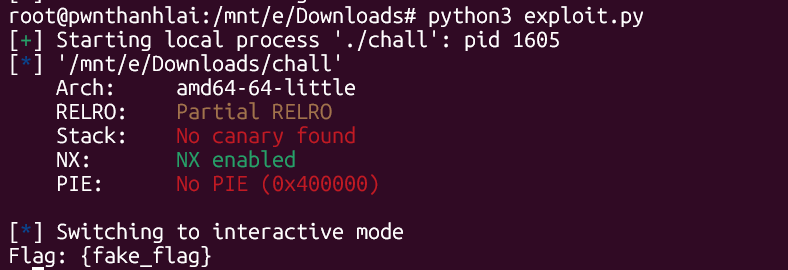 root@pwnthanhlai:/mnt/e/Downloads# python3 exploit.py
[+] Starting local process './chall': pid 1605
[*] '/mnt/e/Downloads/chall'
    Arch:     amd64-64-little
    RELRO:    Partial RELRO
    Stack:    No canary found
    NX:       NX enabled
    PIE:      No PIE (0x400000)

[*] Switching to interactive mode
Flag: {fake_flag}